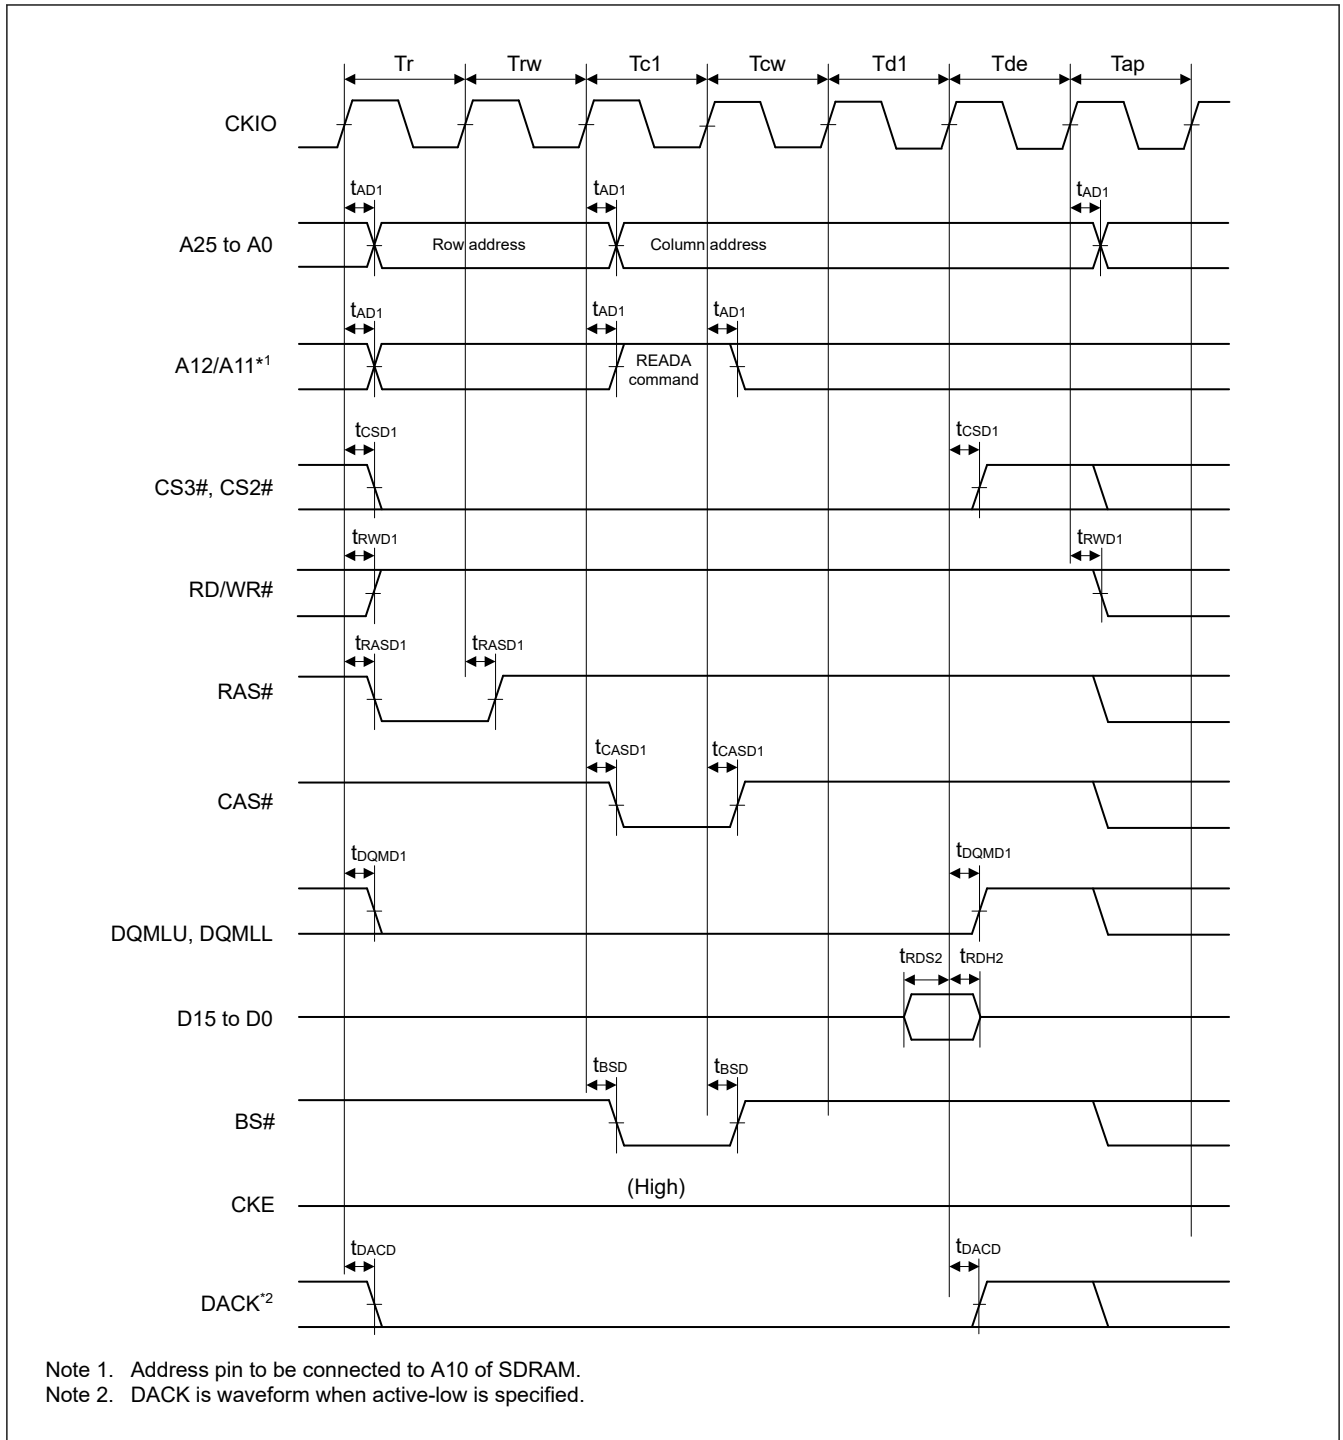 Tr Trw Tc1 Tcw Td1 Tde Tap
CKIO
tAD1 tAD1 tAD1
A25 to A0 Row address Column address
tAD1 tAD1 tAD1
A12/A11*1 READA
command
tCSD1 tCSD1
CS3#, CS2#
tRWD1 tRWD1
RD/WR#
tRASD1 tRASD1
RAS#
tCASD1 tCASD1
CAS#
tDQMD1 tDQMD1
DQMLU, DQMLL
tRDS2 tRDH2
D15 to D0
tBSD tBSD
BS#
(High)
CKE
tDACD tDACD
DACK*2
Note 1. Address pin to be connected to A10 of SDRAM.
Note 2. DACK is waveform when active-low is specified.